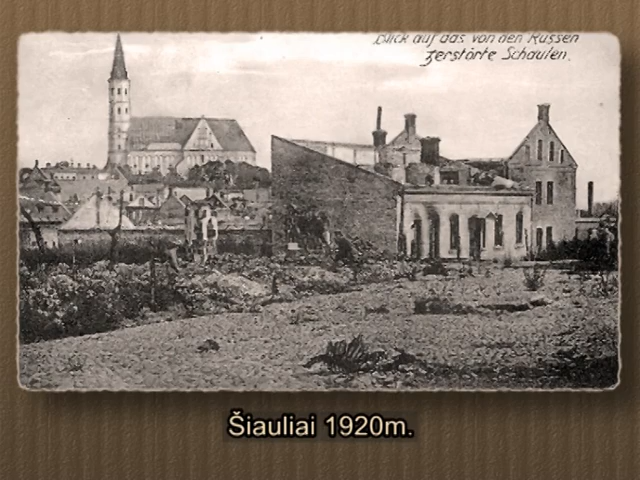 Blick auf das von den Russen
zerstörte Schaulen.
Šiauliai 1920m.